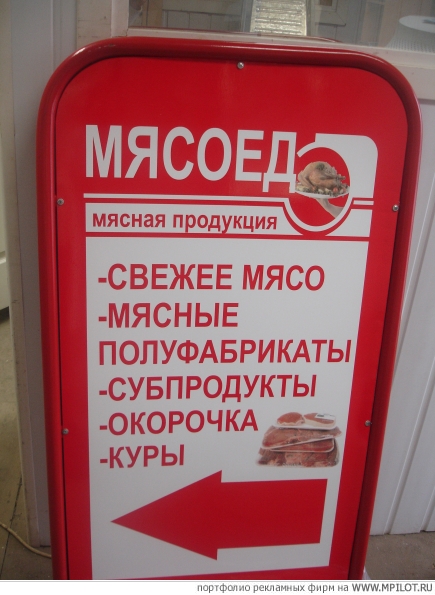 МЯСОЕД
мясная продукция
-СВЕЖЕЕ МЯСО
-МЯСНЫЕ
ПОЛУФАБРИКАТЫ
-СУБПРОДУКТЫ
-ОКОРОЧКА
-КУРЫ
портфолио рекламных фирм на WWW.MPILOT.RU